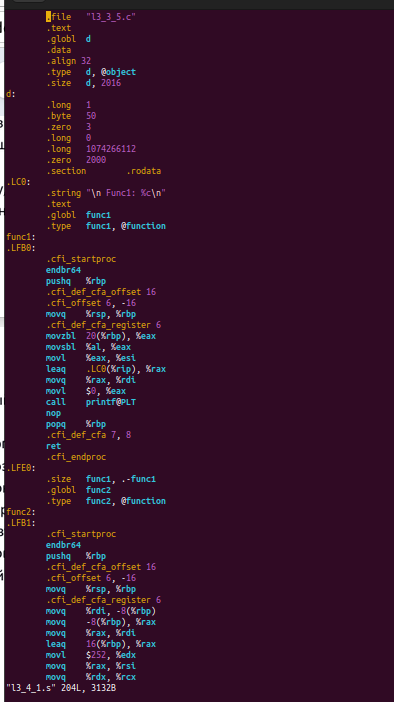 .file "l3_3_5.c"
.text
.globl d
.data
.align 32
.type d, @object
.size d, 2016
d:
.long 1
.byte 50
.zero 3
.long 0
.long 1074266112
.zero 2000
.section .rodata
.LC0:
.string "\n Func1: %c\n"
.text
.globl func1
.type func1, @function
func1:
.LFB0:
.cfi_startproc
endbr64
pushq %rbp
.cfi_def_cfa_offset 16
.cfi_offset 6, -16
movq %rsp, %rbp
.cfi_def_cfa_register 6
movzbl 20(%rbp), %eax
movsbl %al, %eax
movl %eax, %esi
leaq .LC0(%rip), %rax
movq %rax, %rdi
movl $0, %eax
call printf@PLT
nop
popq %rbp
.cfi_def_cfa 7, 8
ret
.cfi_endproc
.LFE0:
.size func1, .-func1
.globl func2
.type func2, @function
func2:
.LFB1:
.cfi_startproc
endbr64
pushq %rbp
.cfi_def_cfa_offset 16
.cfi_offset 6, -16
movq %rsp, %rbp
.cfi_def_cfa_register 6
movq %rdi, -8(%rbp)
movq -8(%rbp), %rax
movq %rax, %rdi
leaq 16(%rbp), %rax
movl $252, %edx
movq %rax, %rsi
movq %rdx, %rcx
"l3_4_1.s" 204L, 3132B